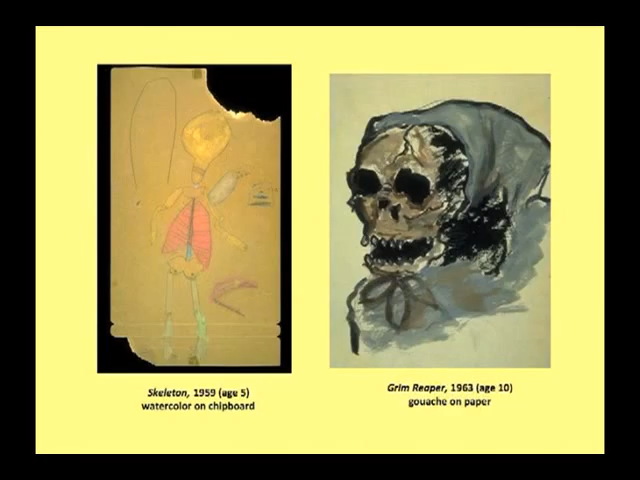 Skeleton, 1959 (age 5)
watercolor on chipboard
Grim Reaper, 1963 (age 10)
gouache on paper